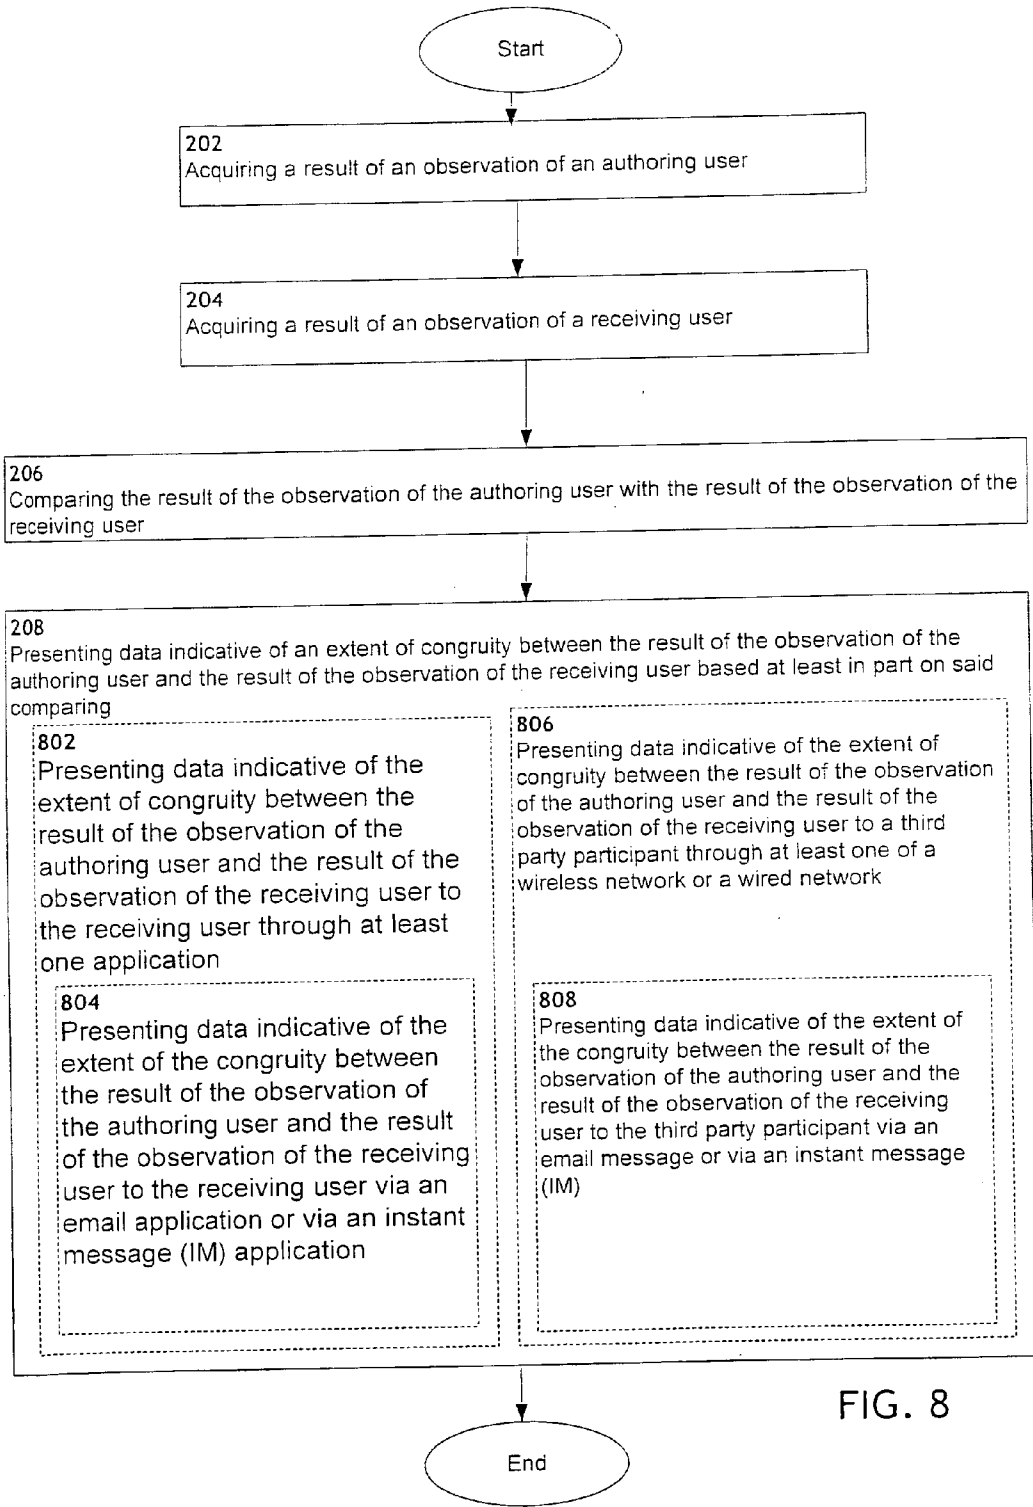 Start
202
Acquiring a result of an observation of an authoring user
204
Acquiring a result of an observation of a receiving user
206
Comparing the result of the observation of the authoring user with the result of the observation of the
receiving user
208
Presenting data indicative of an extent of congruity between the result of the observation of the
authoring user and the result of the observation of the receiving user based at least in part on said
comparing
802
Presenting data indicative of the
extent of congruity between the
result of the observation of the
authoring user and the result of the
observation of the receiving user to
the receiving user through at least
one application
804
Presenting data indicative of the
extent of the congruity between
the result of the observation of
the authoring user and the result
of the observation of the receiving
user to the receiving user via an
email application or via an instant
message (IM) application
806
Presenting data indicative of the extent of
congruity between the result of the observation
of the authoring user and the result of the
observation of the receiving user to a third
party participant through at least one of a
wireless network or a wired network
808
Presenting data indicative of the extent of
the congruity between the result of the
observation of the authoring user and the
result of the observation of the receiving
user to the third party participant via an
email message or via an instant message
(IM)
FIG. 8
End